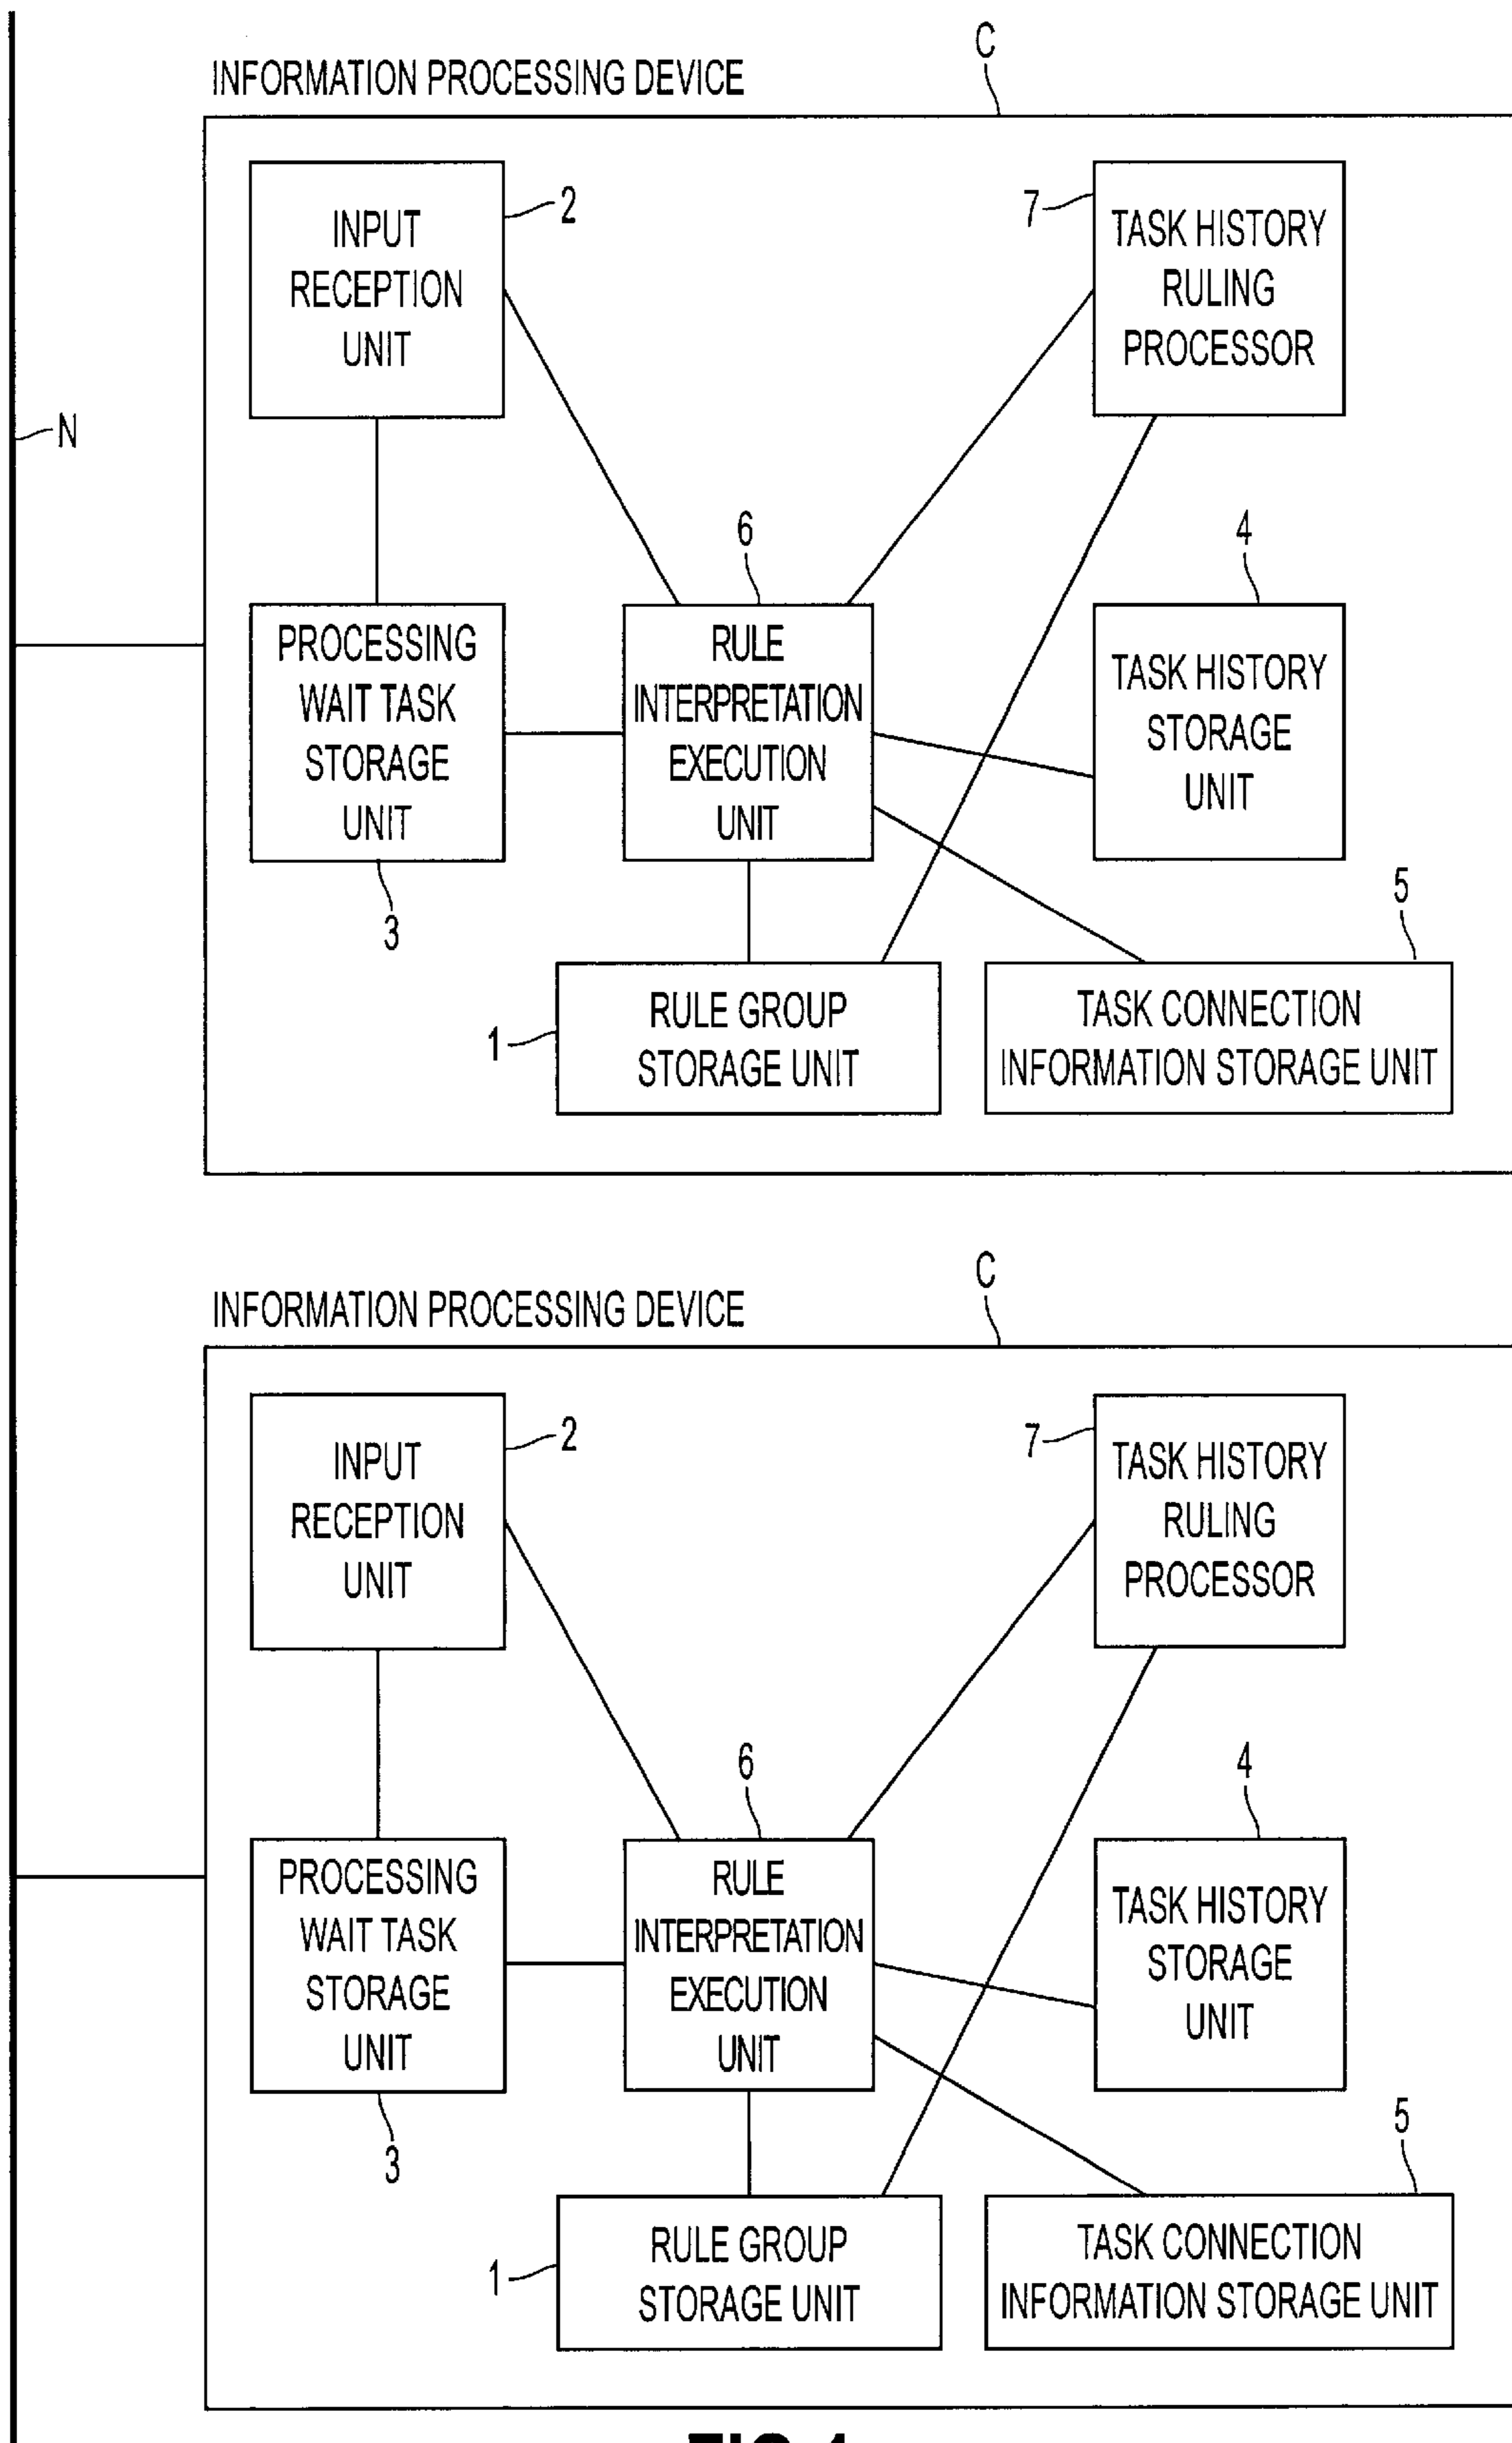 C
INFORMATION PROCESSING DEVICE
INPUT
RECEPTION
UNIT
2
7
TASK HISTORY
RULING
PROCESSOR
N
6
4
PROCESSING
WAIT TASK
STORAGE
UNIT
3
RULE
INTERPRETATION
EXECUTION
UNIT
TASK HISTORY
STORAGE
UNIT
5
1
RULE GROUP
STORAGE UNIT
TASK CONNECTION
INFORMATION STORAGE UNIT
C
INFORMATION PROCESSING DEVICE
INPUT
RECEPTION
UNIT
2
7
TASK HISTORY
RULING
PROCESSOR
6
4
PROCESSING
WAIT TASK
STORAGE
UNIT
3
RULE
INTERPRETATION
EXECUTION
UNIT
TASK HISTORY
STORAGE
UNIT
5
1
RULE GROUP
STORAGE UNIT
TASK CONNECTION
INFORMATION STORAGE UNIT